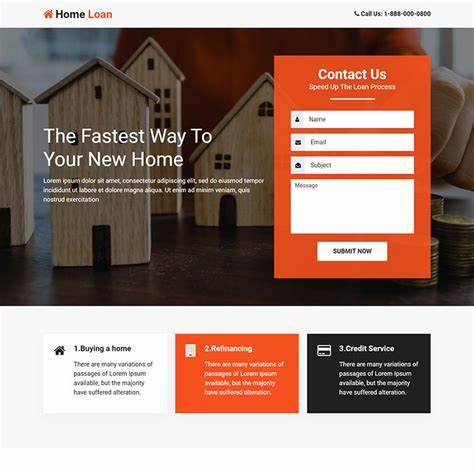 Home Loan
Call Us: 1-888-000-0800
The Fastest Way To
Your New Home
Lorem ipsum dolor sit amet, consectetur adipiscing elit, sed do eiusmod tempor
incididunt ut labore et dolore magna aliqua. Ut enim ad minim veniam, quis
nostrud exercitation
Contact Us
Speed Up The Loan Process
Name
Email
Subject
Message
SUBMIT NOW
1.Buying a home
There are many variations of
passages of Lorem Ipsum
available, but the majority
have suffered alteration.
2.Refinancing
There are many variations of
passages of Lorem Ipsum
available, but the majority
have suffered alteration.
3.Credit Service
There are many variations of
passages of Lorem Ipsum
available, but the majority
have suffered alteration.